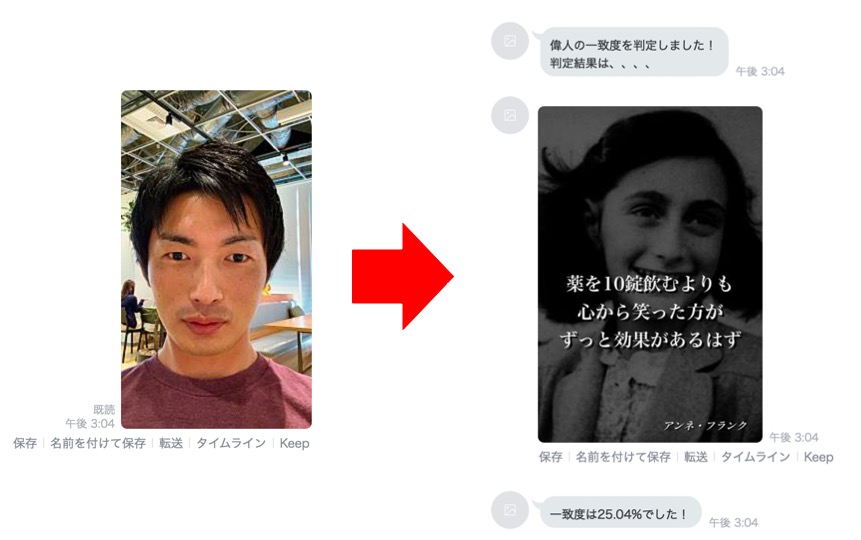 既読
午後 3:04
保存 | 名前を付けて保存 | 転送 | タイムライン | Keep
偉人の一致度を判定しました！
判定結果は、、、、
午後 3:04
薬を10錠飲むよりも
心から笑った方が
ずっと効果があるはず
アンネ・フランク
午後 3:04
保存 | 名前を付けて保存 | 転送 | タイムライン | Keep
一致度は25.04%でした！
午後 3:04